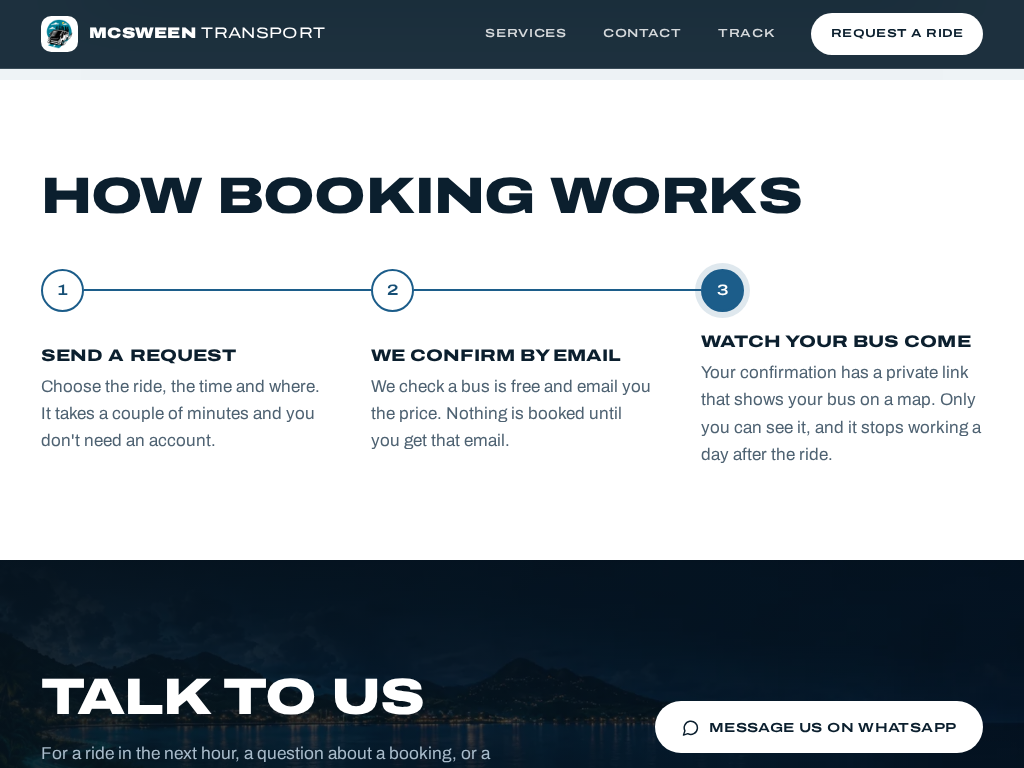 MCSWEEN TRANSPORT
SERVICES
CONTACT
TRACK
REQUEST A RIDE
HOW BOOKING WORKS
1
2
3
SEND A REQUEST
Choose the ride, the time and where.
It takes a couple of minutes and you
don't need an account.
WE CONFIRM BY EMAIL
We check a bus is free and email you
the price. Nothing is booked until
you get that email.
WATCH YOUR BUS COME
Your confirmation has a private link
that shows your bus on a map. Only
you can see it, and it stops working a
day after the ride.
TALK TO US
For a ride in the next hour, a question about a booking, or a
MESSAGE US ON WHATSAPP